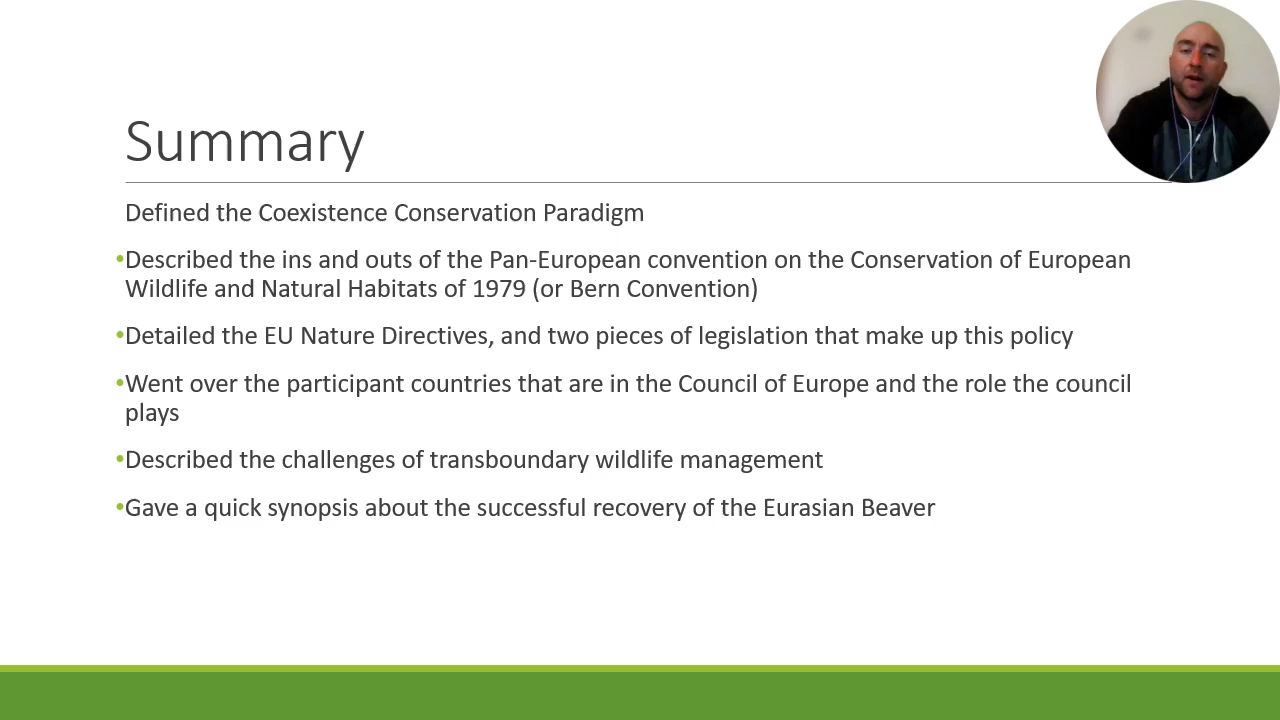 Summary
Defined the Coexistence Conservation Paradigm
•Described the ins and outs of the Pan-European convention on the Conservation of European
Wildlife and Natural Habitats of 1979 (or Bern Convention)
•Detailed the EU Nature Directives, and two pieces of legislation that make up this policy
•Went over the participant countries that are in the Council of Europe and the role the council
plays
•Described the challenges of transboundary wildlife management
•Gave a quick synopsis about the successful recovery of the Eurasian Beaver